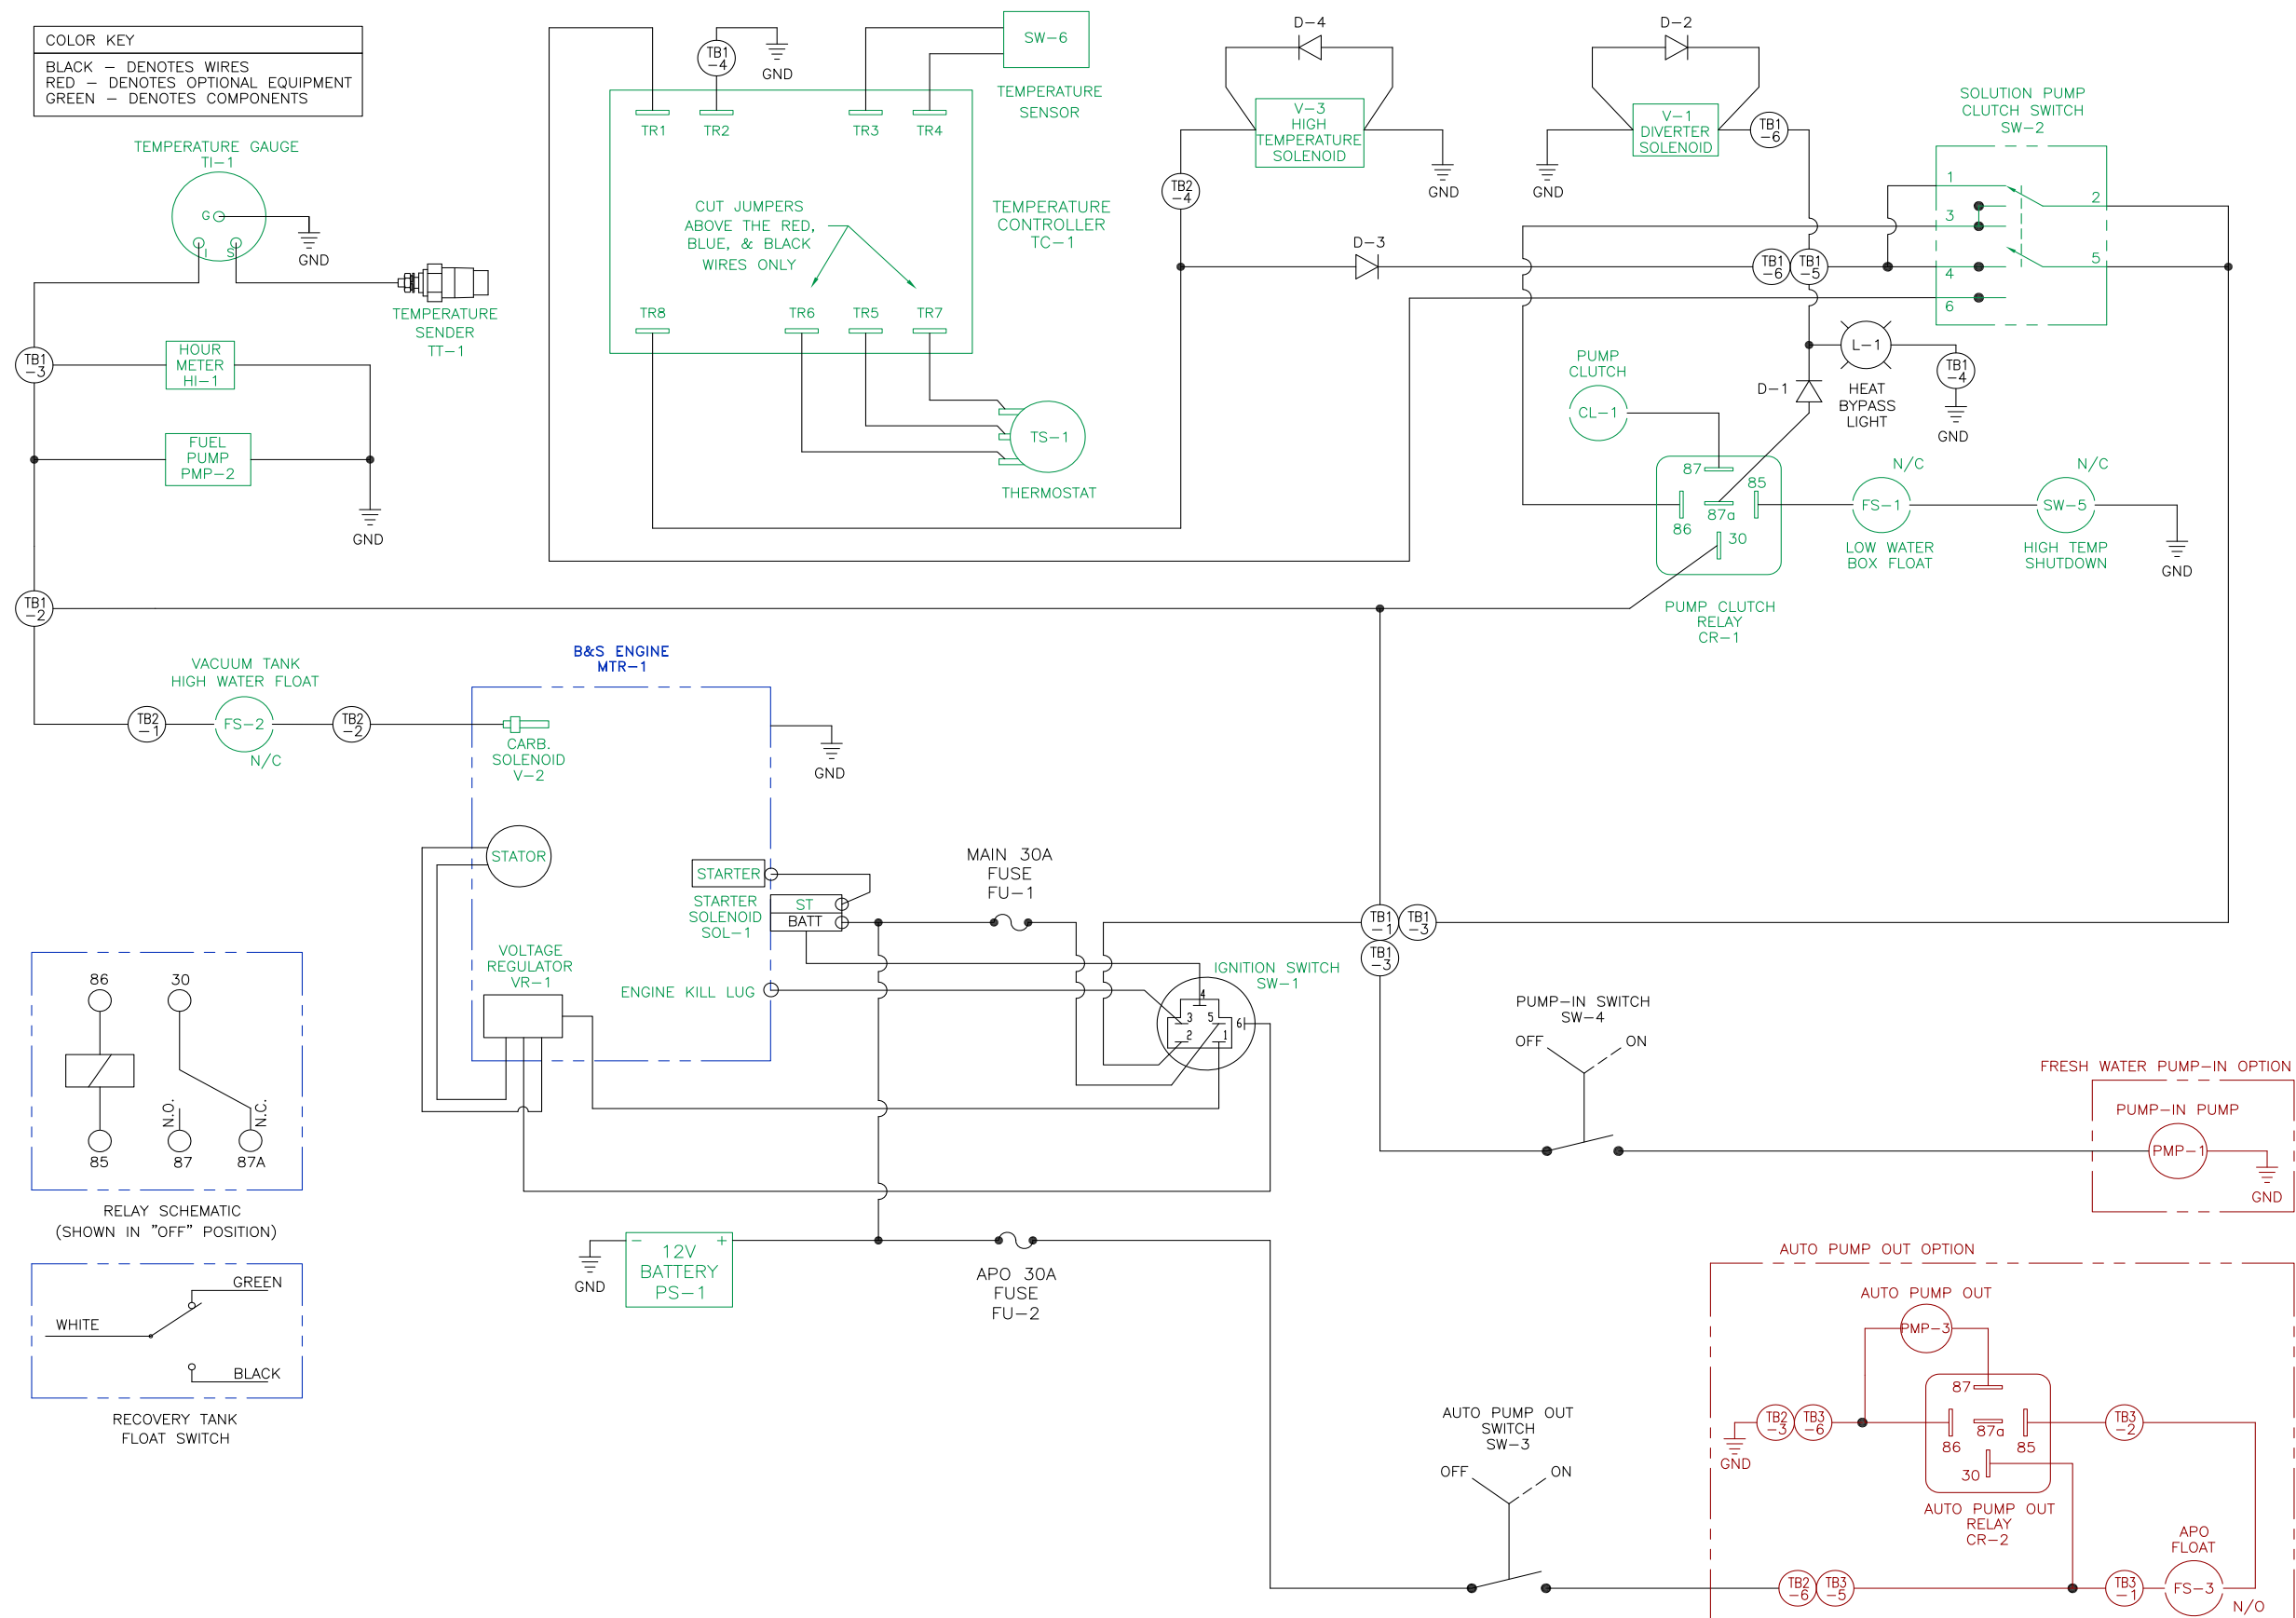 COLOR KEY
BLACK – DENOTES WIRES
RED – DENOTES OPTIONAL EQUIPMENT
GREEN – DENOTES COMPONENTS
TEMPERATURE GAUGE
TI–1
G
I
S
GND
TEMPERATURE
SENDER
TT–1
TB1
–3
HOUR
METER
HI–1
FUEL
PUMP
PMP–2
GND
TB1
–2
VACUUM TANK
HIGH WATER FLOAT
TB2
–1
FS–2
N/C
TB2
–2
TB1
–4
GND
TR1
TR2
TR3
TR4
SW–6
TEMPERATURE
SENSOR
CUT JUMPERS
ABOVE THE RED,
BLUE, & BLACK
WIRES ONLY
TEMPERATURE
CONTROLLER
TC–1
TR8
TR6
TR5
TR7
TS–1
THERMOSTAT
D–4
V–3
HIGH
TEMPERATURE
SOLENOID
GND
TB2
–4
D–3
D–2
V–1
DIVERTER
SOLENOID
GND
TB1
–6
TB1
–6
TB1
–5
SOLUTION PUMP
CLUTCH SWITCH
SW–2
1
2
3
4
5
6
PUMP
CLUTCH
CL–1
D–1
L–1
HEAT
BYPASS
LIGHT
TB1
–4
GND
87
85
87a
86
30
PUMP CLUTCH
RELAY
CR–1
N/C
FS–1
LOW WATER
BOX FLOAT
N/C
SW–5
HIGH TEMP
SHUTDOWN
GND
B&S ENGINE
MTR–1
CARB.
SOLENOID
V–2
GND
STATOR
STARTER
STARTER
SOLENOID
SOL–1
ST
BATT
VOLTAGE
REGULATOR
VR–1
ENGINE KILL LUG
MAIN 30A
FUSE
FU–1
IGNITION SWITCH
SW–1
4
3
5
6
2
1
TB1
–1
TB1
–3
TB1
–3
PUMP–IN SWITCH
SW–4
OFF
ON
FRESH WATER PUMP–IN OPTION
PUMP–IN PUMP
PMP–1
GND
86
30
N.O.
N.C.
85
87
87A
RELAY SCHEMATIC
(SHOWN IN "OFF" POSITION)
GREEN
WHITE
BLACK
RECOVERY TANK
FLOAT SWITCH
GND
–
+
12V
BATTERY
PS–1
APO 30A
FUSE
FU–2
AUTO PUMP OUT
SWITCH
SW–3
OFF
ON
AUTO PUMP OUT OPTION
AUTO PUMP OUT
PMP–3
87
TB2
–3
TB3
–6
GND
86
87a
85
30
TB3
–2
AUTO PUMP OUT
RELAY
CR–2
APO
FLOAT
TB2
–6
TB3
–5
TB3
–1
FS–3
N/O